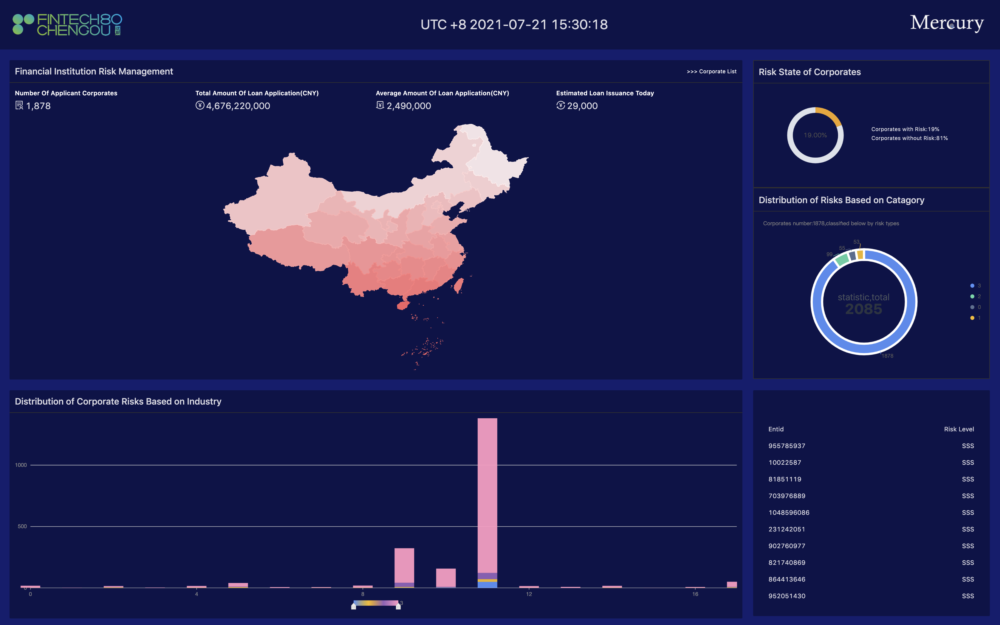 FINTECH80
CHENGDU
UTC +8 2021-07-21 15:30:18
Mercury
Financial Institution Risk Management
>>> Corporate List
Number Of Applicant Corporates
1,878
Total Amount Of Loan Application(CNY)
4,676,220,000
Average Amount Of Loan Application(CNY)
2,490,000
Estimated Loan Issuance Today
29,000
Risk State of Corporates
19.00%
Corporates with Risk:19%
Corporates without Risk:81%
Distribution of Risks Based on Catagory
Corporates number:1878,classified below by risk types
53
55
99
statistic,total
2085
1878
3
2
0
1
Distribution of Corporate Risks Based on Industry
1000
500
0
0
4
8
12
16
3
Entid
Risk Level
955785937
SSS
10022587
SSS
81851119
SSS
703976889
SSS
1048596086
SSS
231242051
SSS
902760977
SSS
821740869
SSS
864413646
SSS
952051430
SSS